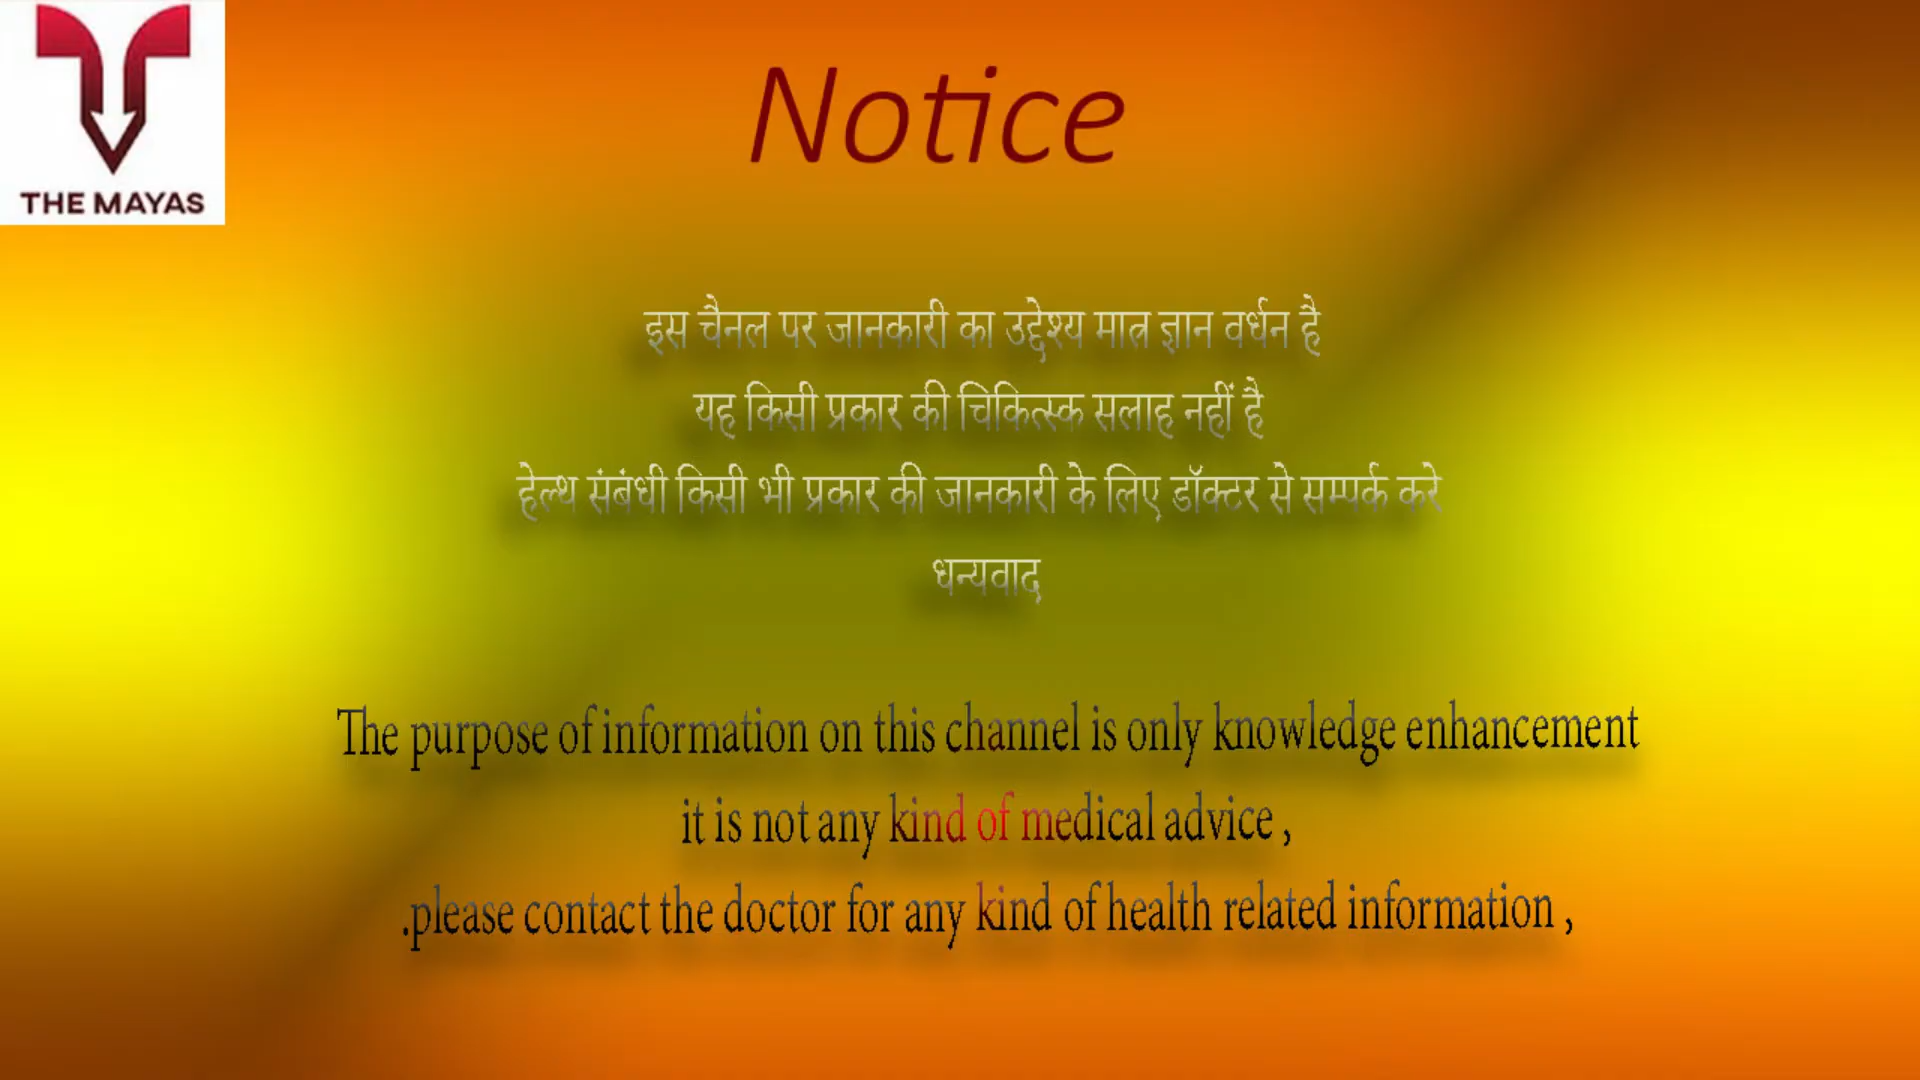 THE MAYAS
Notice
इस चैनल पर जानकारी का उद्देश्य मात्र ज्ञान वर्धन है
यह किसी प्रकार की चिकित्स्क सलाह नहीं है
हेल्थ संबंधी किसी भी प्रकार की जानकारी के लिए डॉक्टर से सम्पर्क करे
धन्यवाद
The purpose of information on this channel is only knowledge enhancement
it is not any kind of medical advice ,
.please contact the doctor for any kind of health related information ,